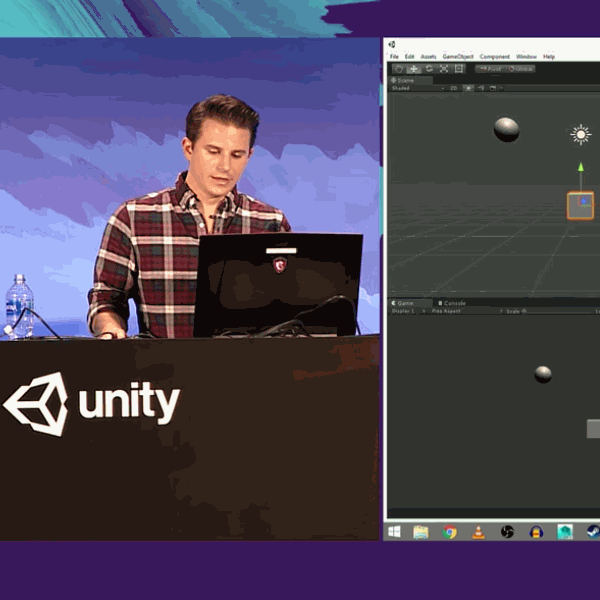 File Edit Assets GameObject Component Window Help
Pivot Global
Scene
Shaded 2D
unity
Game Console
Display 1 Free Aspect Scale